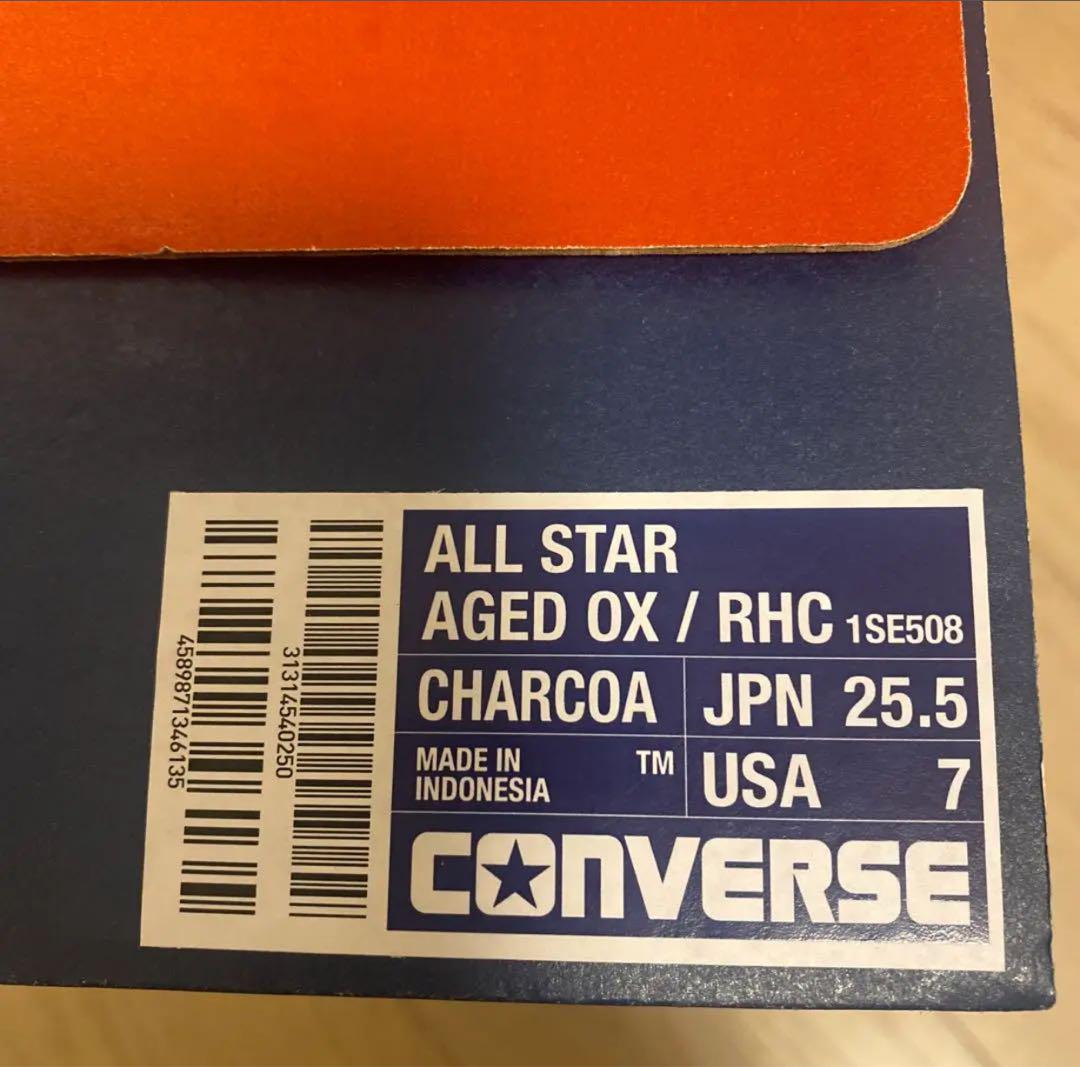 ALL STAR
AGED OX / RHC 1SE508
CHARCOA
JPN 25.5
MADE IN
INDONESIA
TM
USA 7
CONVERSE
4589871346135
31314540250